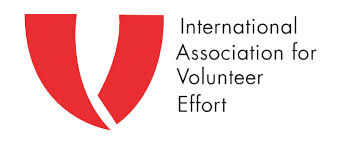 International
Association for
Volunteer
Effort